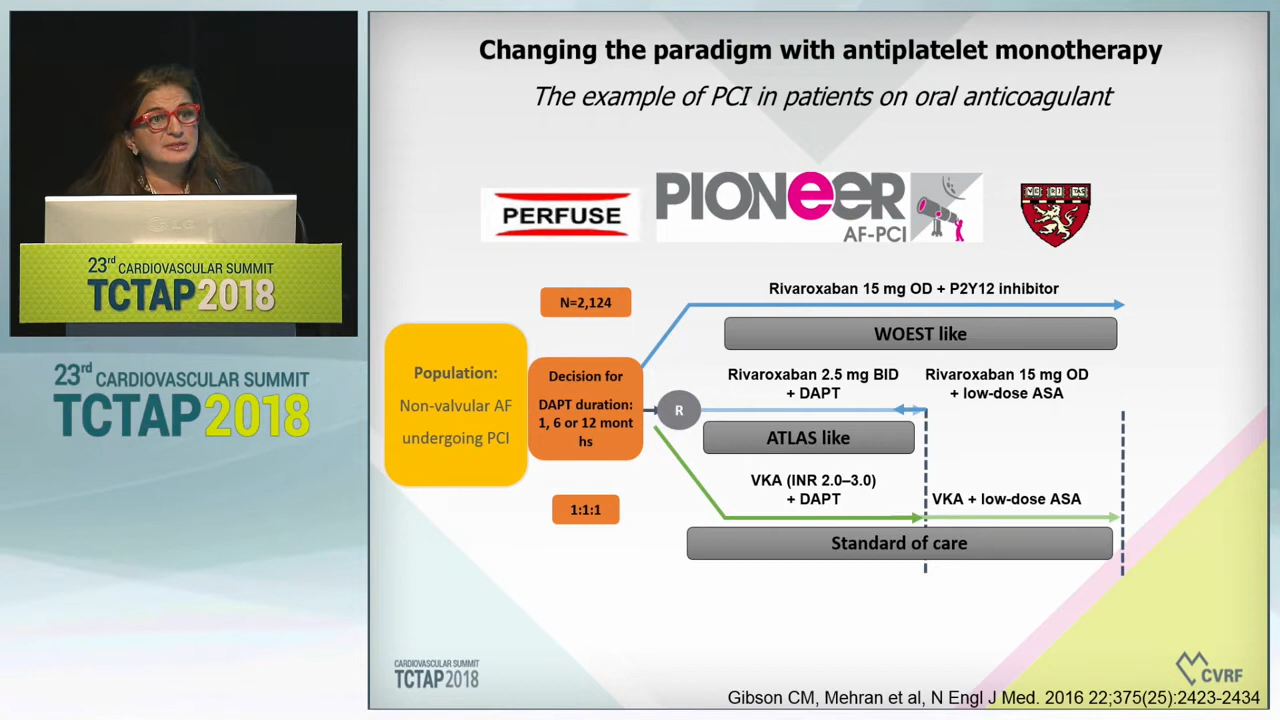 Changing the paradigm with antiplatelet monotherapy
The example of PCI in patients on oral anticoagulant
PERFUSE
PIONEER
AF-PCI
VE RI TAS
23rd CARDIOVASCULAR SUMMIT
TCTAP2018
23rd CARDIOVASCULAR SUMMIT
TCTAP2018
N=2,124
Population:
Non-valvular AF
undergoing PCI
Decision for
DAPT duration:
1, 6 or 12 mont
hs
1:1:1
R
Rivaroxaban 15 mg OD + P2Y12 inhibitor
WOEST like
Rivaroxaban 2.5 mg BID
+ DAPT
Rivaroxaban 15 mg OD
+ low-dose ASA
ATLAS like
VKA (INR 2.0–3.0)
+ DAPT
VKA + low-dose ASA
Standard of care
CARDIOVASCULAR SUMMIT
TCTAP2018
CVRF
Gibson CM, Mehran et al, N Engl J Med. 2016 22;375(25):2423-2434